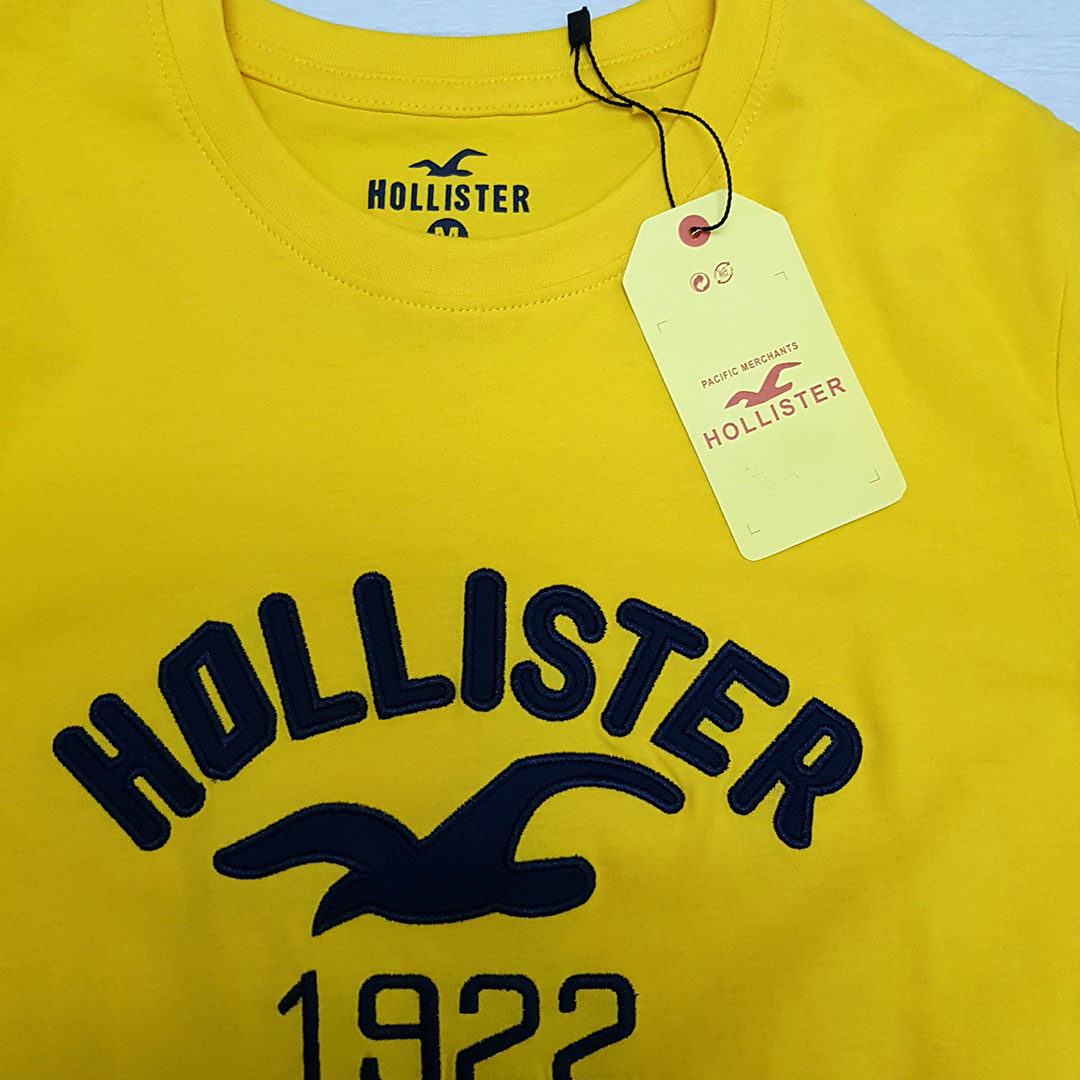 HOLLISTER
M
PACIFIC MERCHANTS
HOLLISTER
HOLLISTER
1922